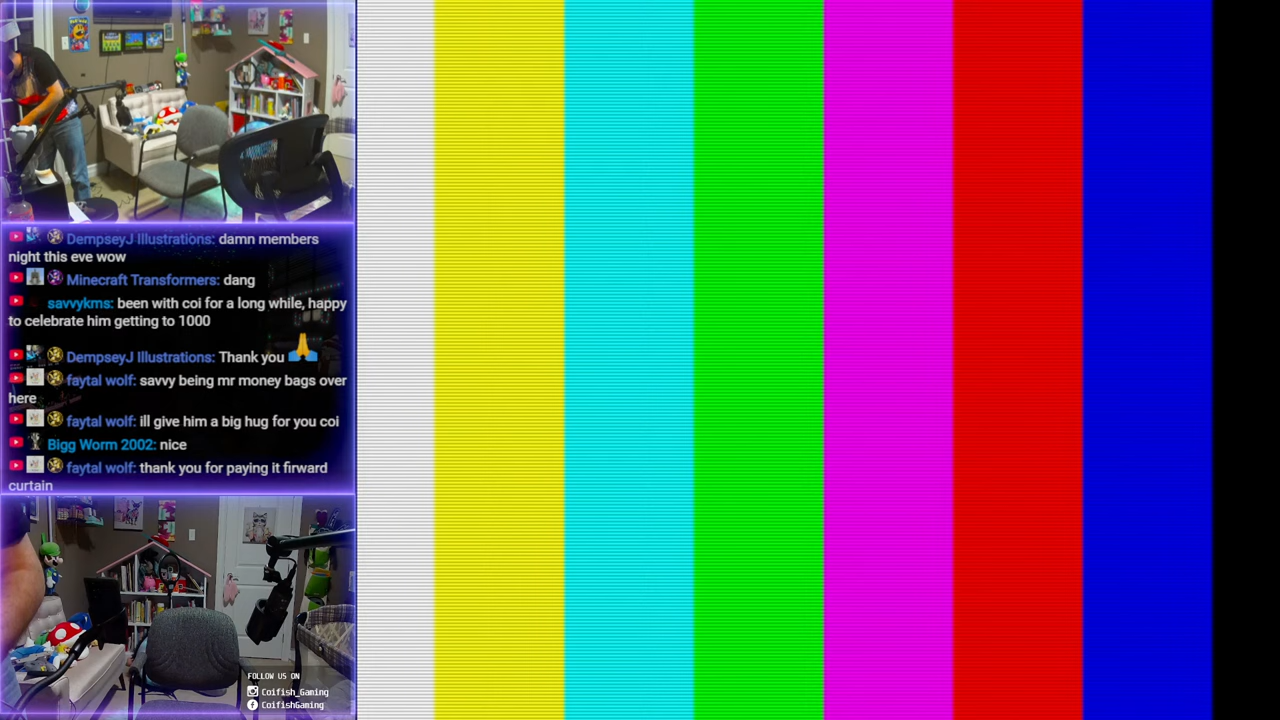 DempseyJ Illustrations: damn members
night this eve wow
Minecraft Transformers: dang
savvykms: been with coi for a long while, happy
to celebrate him getting to 1000
DempseyJ Illustrations: Thank you
faytal wolf: savvy being mr money bags over
here
faytal wolf: ill give him a big hug for you coi
Bigg Worm 2002: nice
faytal wolf: thank you for paying it firward
curtain
FOLLOW US ON
Coifish_Gaming
CoifishGaming